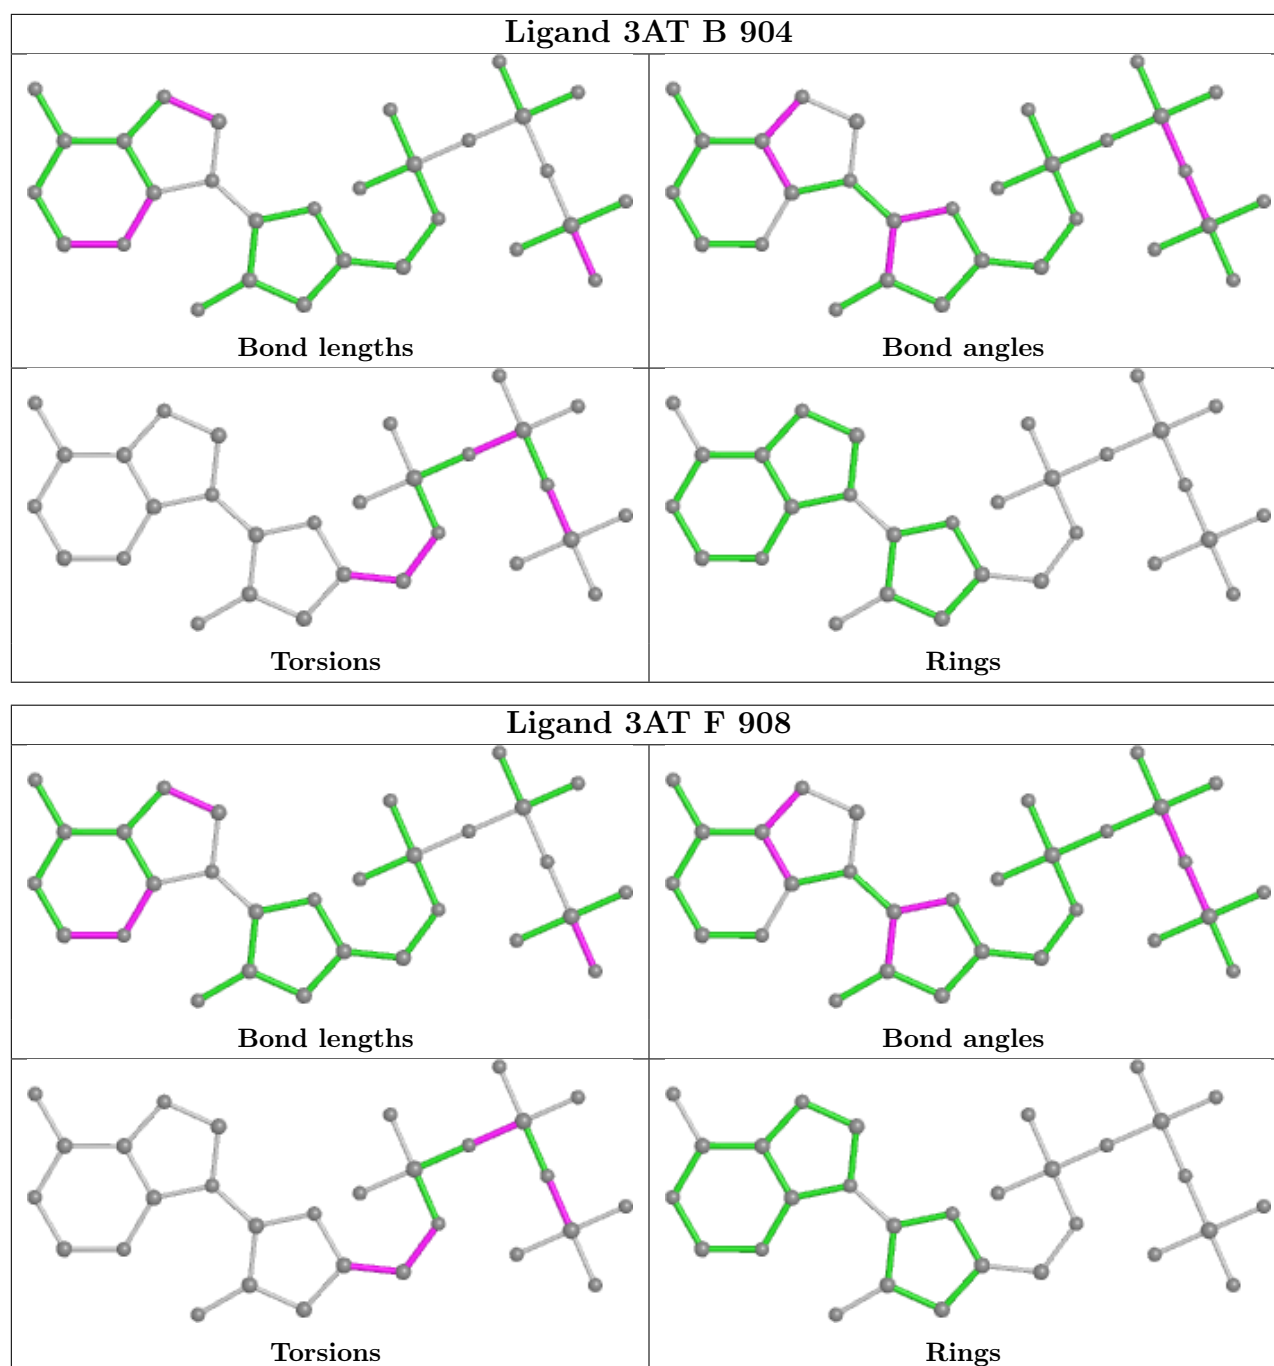 Ligand 3AT B 904
Bond lengths
Bond angles
Torsions
Rings
Ligand 3AT F 908
Bond lengths
Bond angles
Torsions
Rings